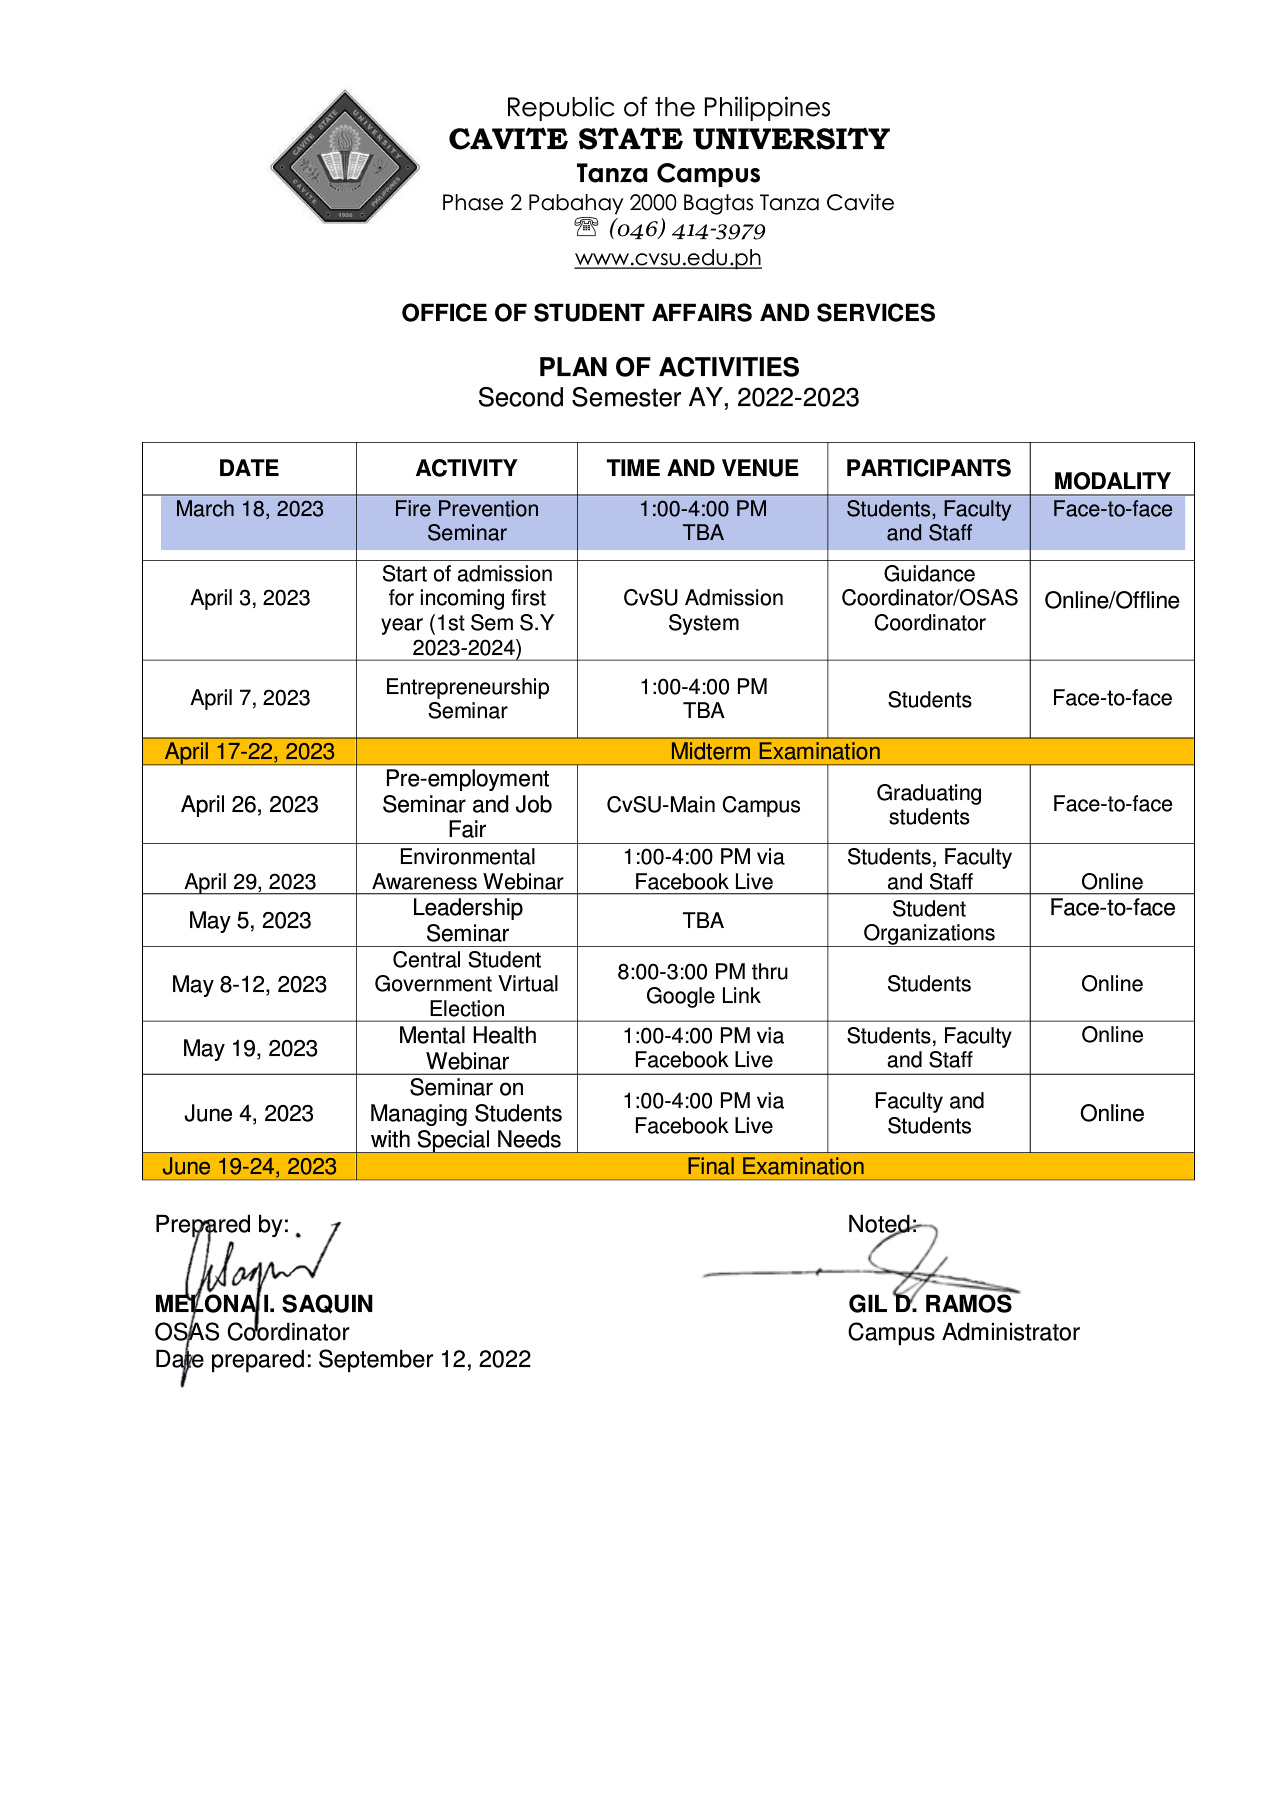 Republic of the Philippines
CAVITE STATE UNIVERSITY
Tanza Campus
Phase 2 Pabahay 2000 Bagtas Tanza Cavite
☏ (046) 414-3979
www.cvsu.edu.ph
CAVITE STATE UNIVERSITY
CAVITE PHILIPPINES
1906
OFFICE OF STUDENT AFFAIRS AND SERVICES
PLAN OF ACTIVITIES
Second Semester AY, 2022-2023
DATE ACTIVITY TIME AND VENUE PARTICIPANTS MODALITY
March 18, 2023 Fire Prevention 1:00-4:00 PM Students, Faculty Face-to-face
Seminar TBA and Staff
Start of admission Guidance
April 3, 2023 for incoming first CvSU Admission Coordinator/OSAS Online/Offline
year (1st Sem S.Y System Coordinator
2023-2024)
April 7, 2023 Entrepreneurship 1:00-4:00 PM Students Face-to-face
Seminar TBA
April 17-22, 2023 Midterm Examination
Pre-employment Graduating
April 26, 2023 Seminar and Job CvSU-Main Campus students Face-to-face
Fair
Environmental 1:00-4:00 PM via Students, Faculty
April 29, 2023 Awareness Webinar Facebook Live and Staff Online
Leadership Student Face-to-face
May 5, 2023 Seminar TBA Organizations
Central Student 8:00-3:00 PM thru
May 8-12, 2023 Government Virtual Google Link Students Online
Election
Mental Health 1:00-4:00 PM via Students, Faculty Online
May 19, 2023 Webinar Facebook Live and Staff
Seminar on 1:00-4:00 PM via Faculty and
June 4, 2023 Managing Students Facebook Live Students Online
with Special Needs
June 19-24, 2023 Final Examination
Prepared by: Noted:
MELONA I. SAQUIN GIL D. RAMOS
OSAS Coordinator Campus Administrator
Date prepared: September 12, 2022